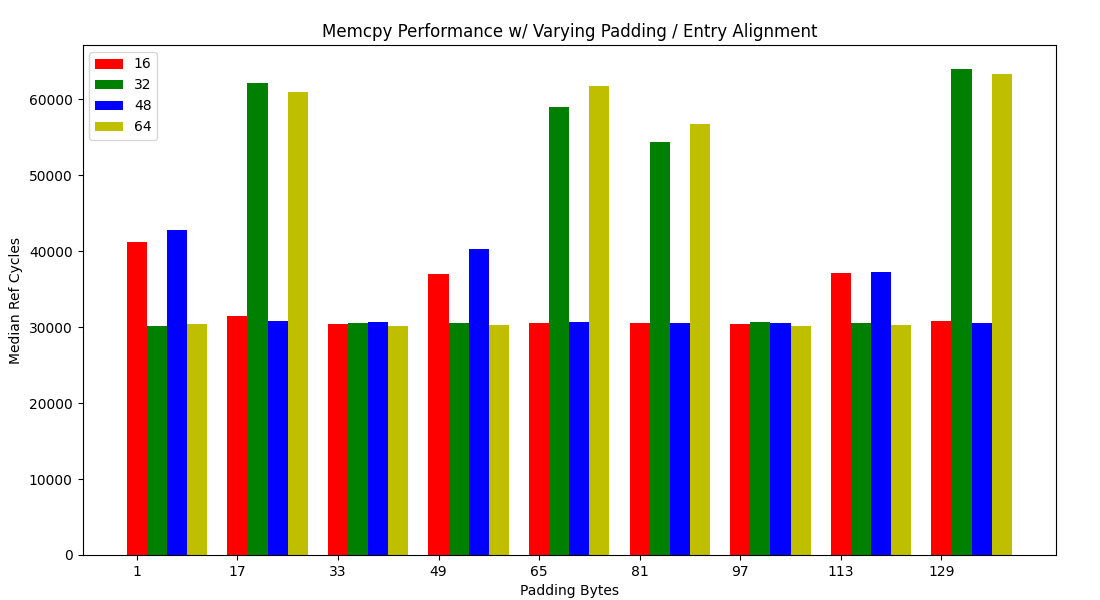 Memcpy Performance w/ Varying Padding / Entry Alignment
16
32
48
64
60000
50000
40000
30000
20000
10000
0
Median Ref Cycles
1 17 33 49 65 81 97 113 129
Padding Bytes